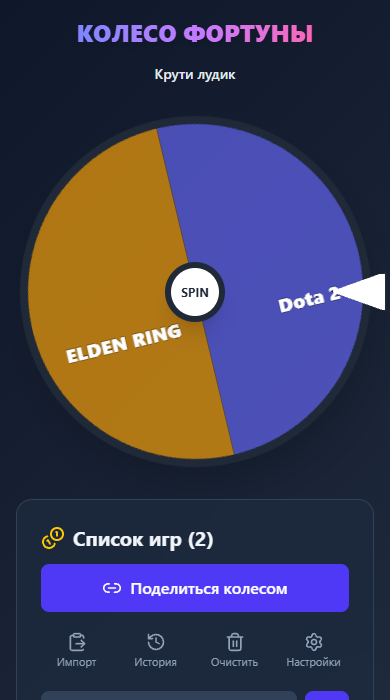 КОЛЕСО ФОРТУНЫ
Крути лудик
Dota 2
SPIN
ELDEN RING
Список игр (2)
Поделиться колесом
Импорт
История
Очистить
Настройки